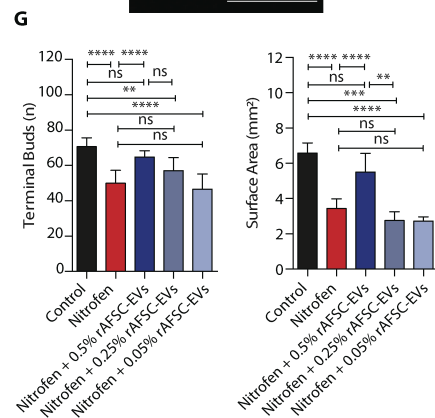 G
Terminal Buds (n)
120
100
80
60
40
20
0
**** ****
ns ns
**
****
ns
ns
Control
Nitrofen
Nitrofen + 0.5% rAFSC-EVs
Nitrofen + 0.25% rAFSC-EVs
Nitrofen + 0.05% rAFSC-EVs
Surface Area (mm²)
12
10
8
6
4
2
0
**** ****
ns **
***
****
ns
ns
Control
Nitrofen
Nitrofen + 0.5% rAFSC-EVs
Nitrofen + 0.25% rAFSC-EVs
Nitrofen + 0.05% rAFSC-EVs